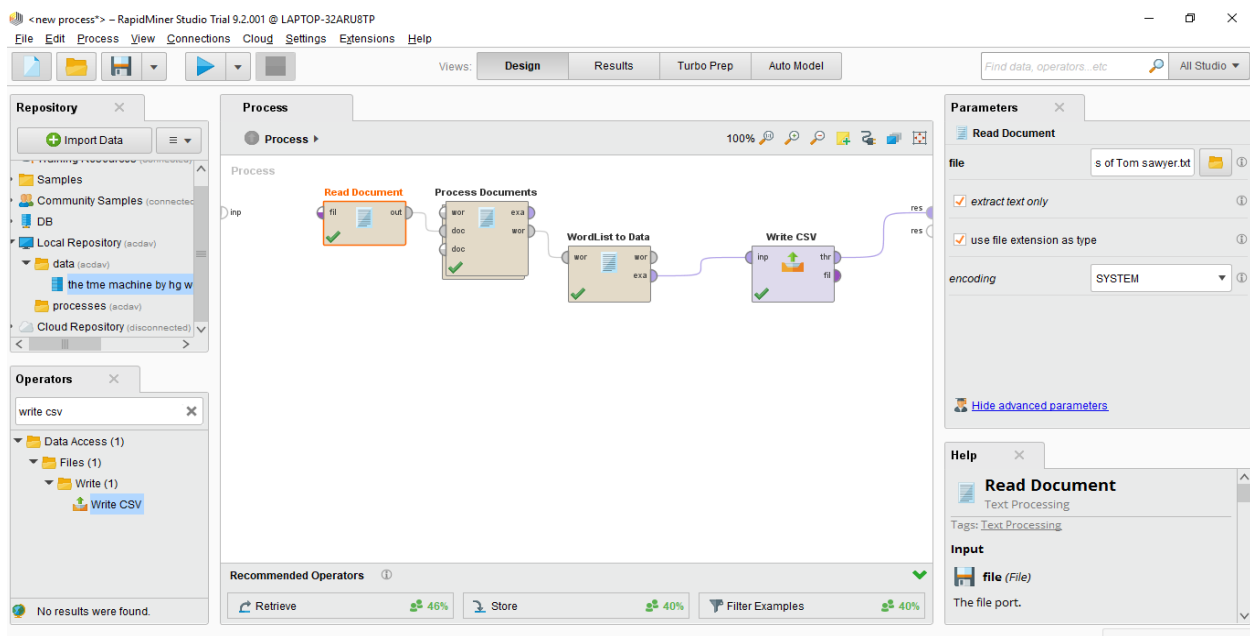 <new process*> – RapidMiner Studio Trial 9.2.001 @ LAPTOP-32ARU8TP
File Edit Process View Connections Cloud Settings Extensions Help
Views: Design Results Turbo Prep Auto Model
Find data, operators...etc
All Studio
Repository
Import Data
Training Resources (connected)
Samples
Community Samples (connected
DB
Local Repository (acdav)
data (acdav)
the tme machine by hg w
processes (acdav)
Cloud Repository (disconnected)
Operators
write csv
Data Access (1)
Files (1)
Write (1)
Write CSV
No results were found.
Process
Process
100%
Process
inp
Read Document
fil out
Process Documents
wor exa
doc wor
doc
WordList to Data
wor wor
exa
Write CSV
inp thr
fil
res
res
Recommended Operators
Retrieve 46%
Store 40%
Filter Examples 40%
Parameters
Read Document
file s of Tom sawyer.txt
extract text only
use file extension as type
encoding SYSTEM
Hide advanced parameters
Help
Read Document
Text Processing
Tags: Text Processing
Input
file (File)
The file port.